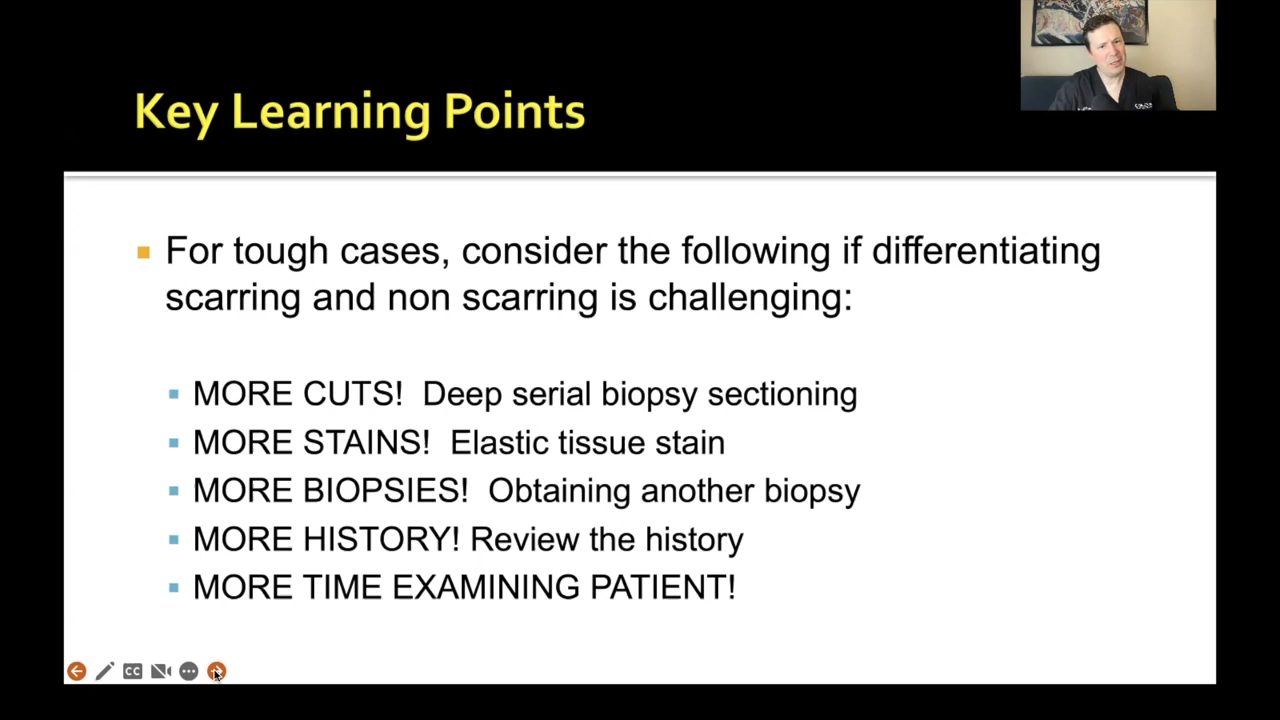 Key Learning Points
For tough cases, consider the following if differentiating
scarring and non scarring is challenging:
MORE CUTS!  Deep serial biopsy sectioning
MORE STAINS!  Elastic tissue stain
MORE BIOPSIES!  Obtaining another biopsy
MORE HISTORY! Review the history
MORE TIME EXAMINING PATIENT!
CC